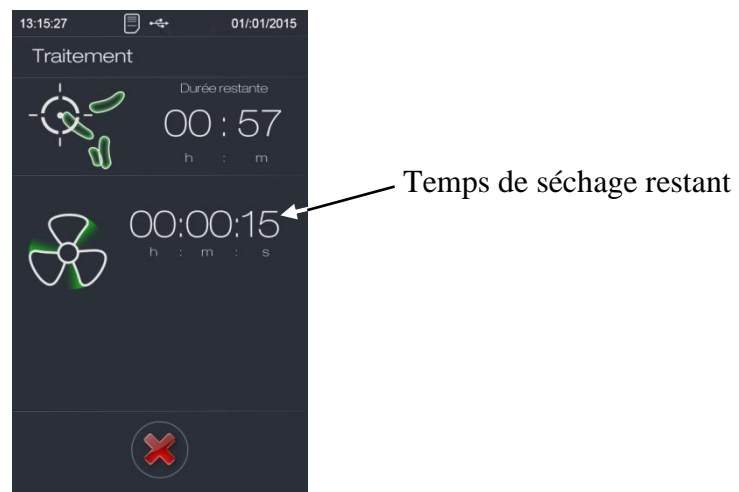 13:15:27 01/:01/2015
Traitement
Durée restante
00 : 57
h : m
Temps de séchage restant
00:00:15
h : m : s